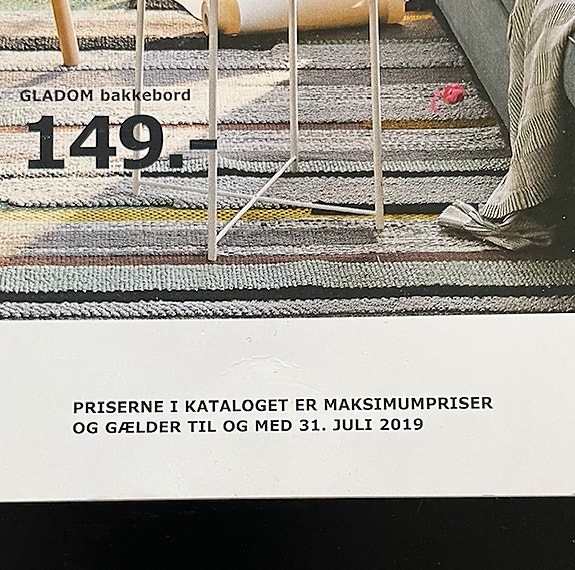 GLADOM bakkebord
149.-
PRISERNE I KATALOGET ER MAKSIMUMPRISER
OG GÆLDER TIL OG MED 31. JULI 2019